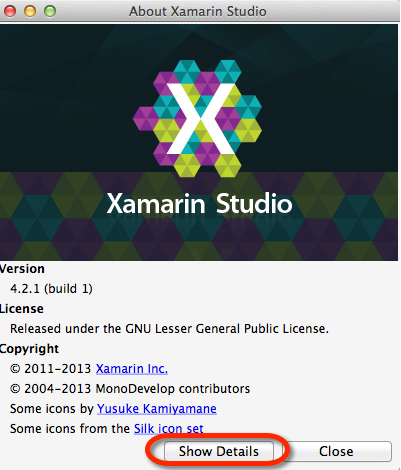 About Xamarin Studio
X
Xamarin Studio
Version
4.2.1 (build 1)
License
Released under the GNU Lesser General Public License.
Copyright
© 2011-2013 Xamarin Inc.
© 2004-2013 MonoDevelop contributors
Some icons by Yusuke Kamiyamane
Some icons from the Silk icon set
Show Details Close